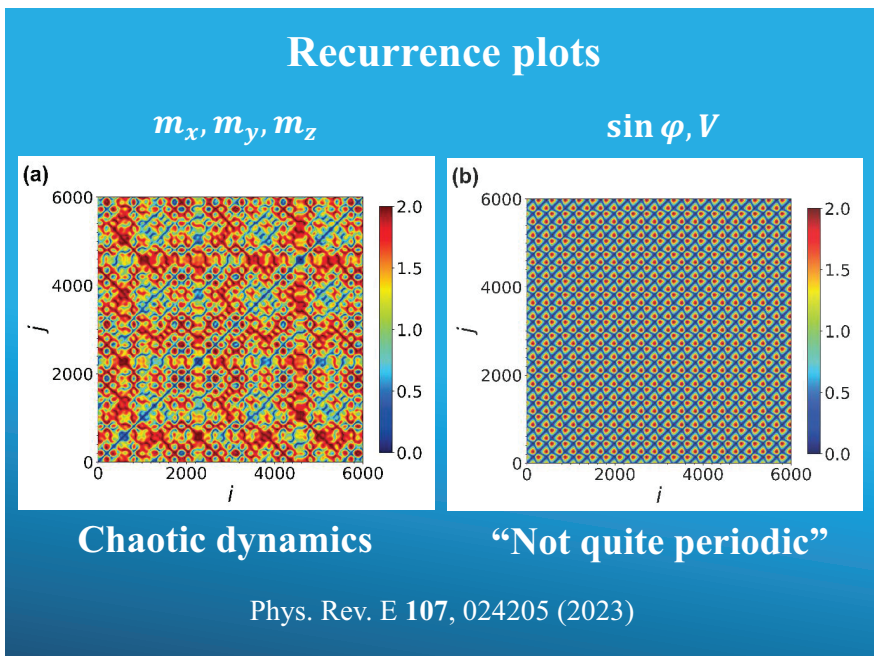 Recurrence plots
m_x, m_y, m_z
sin φ, V
(a)
6000
4000
2000
0
j
0 2000 4000 6000
i
2.0
1.5
1.0
0.5
0.0
(b)
6000
4000
2000
0
j
0 2000 4000 6000
i
2.0
1.5
1.0
0.5
0.0
Chaotic dynamics
“Not quite periodic”
Phys. Rev. E 107, 024205 (2023)